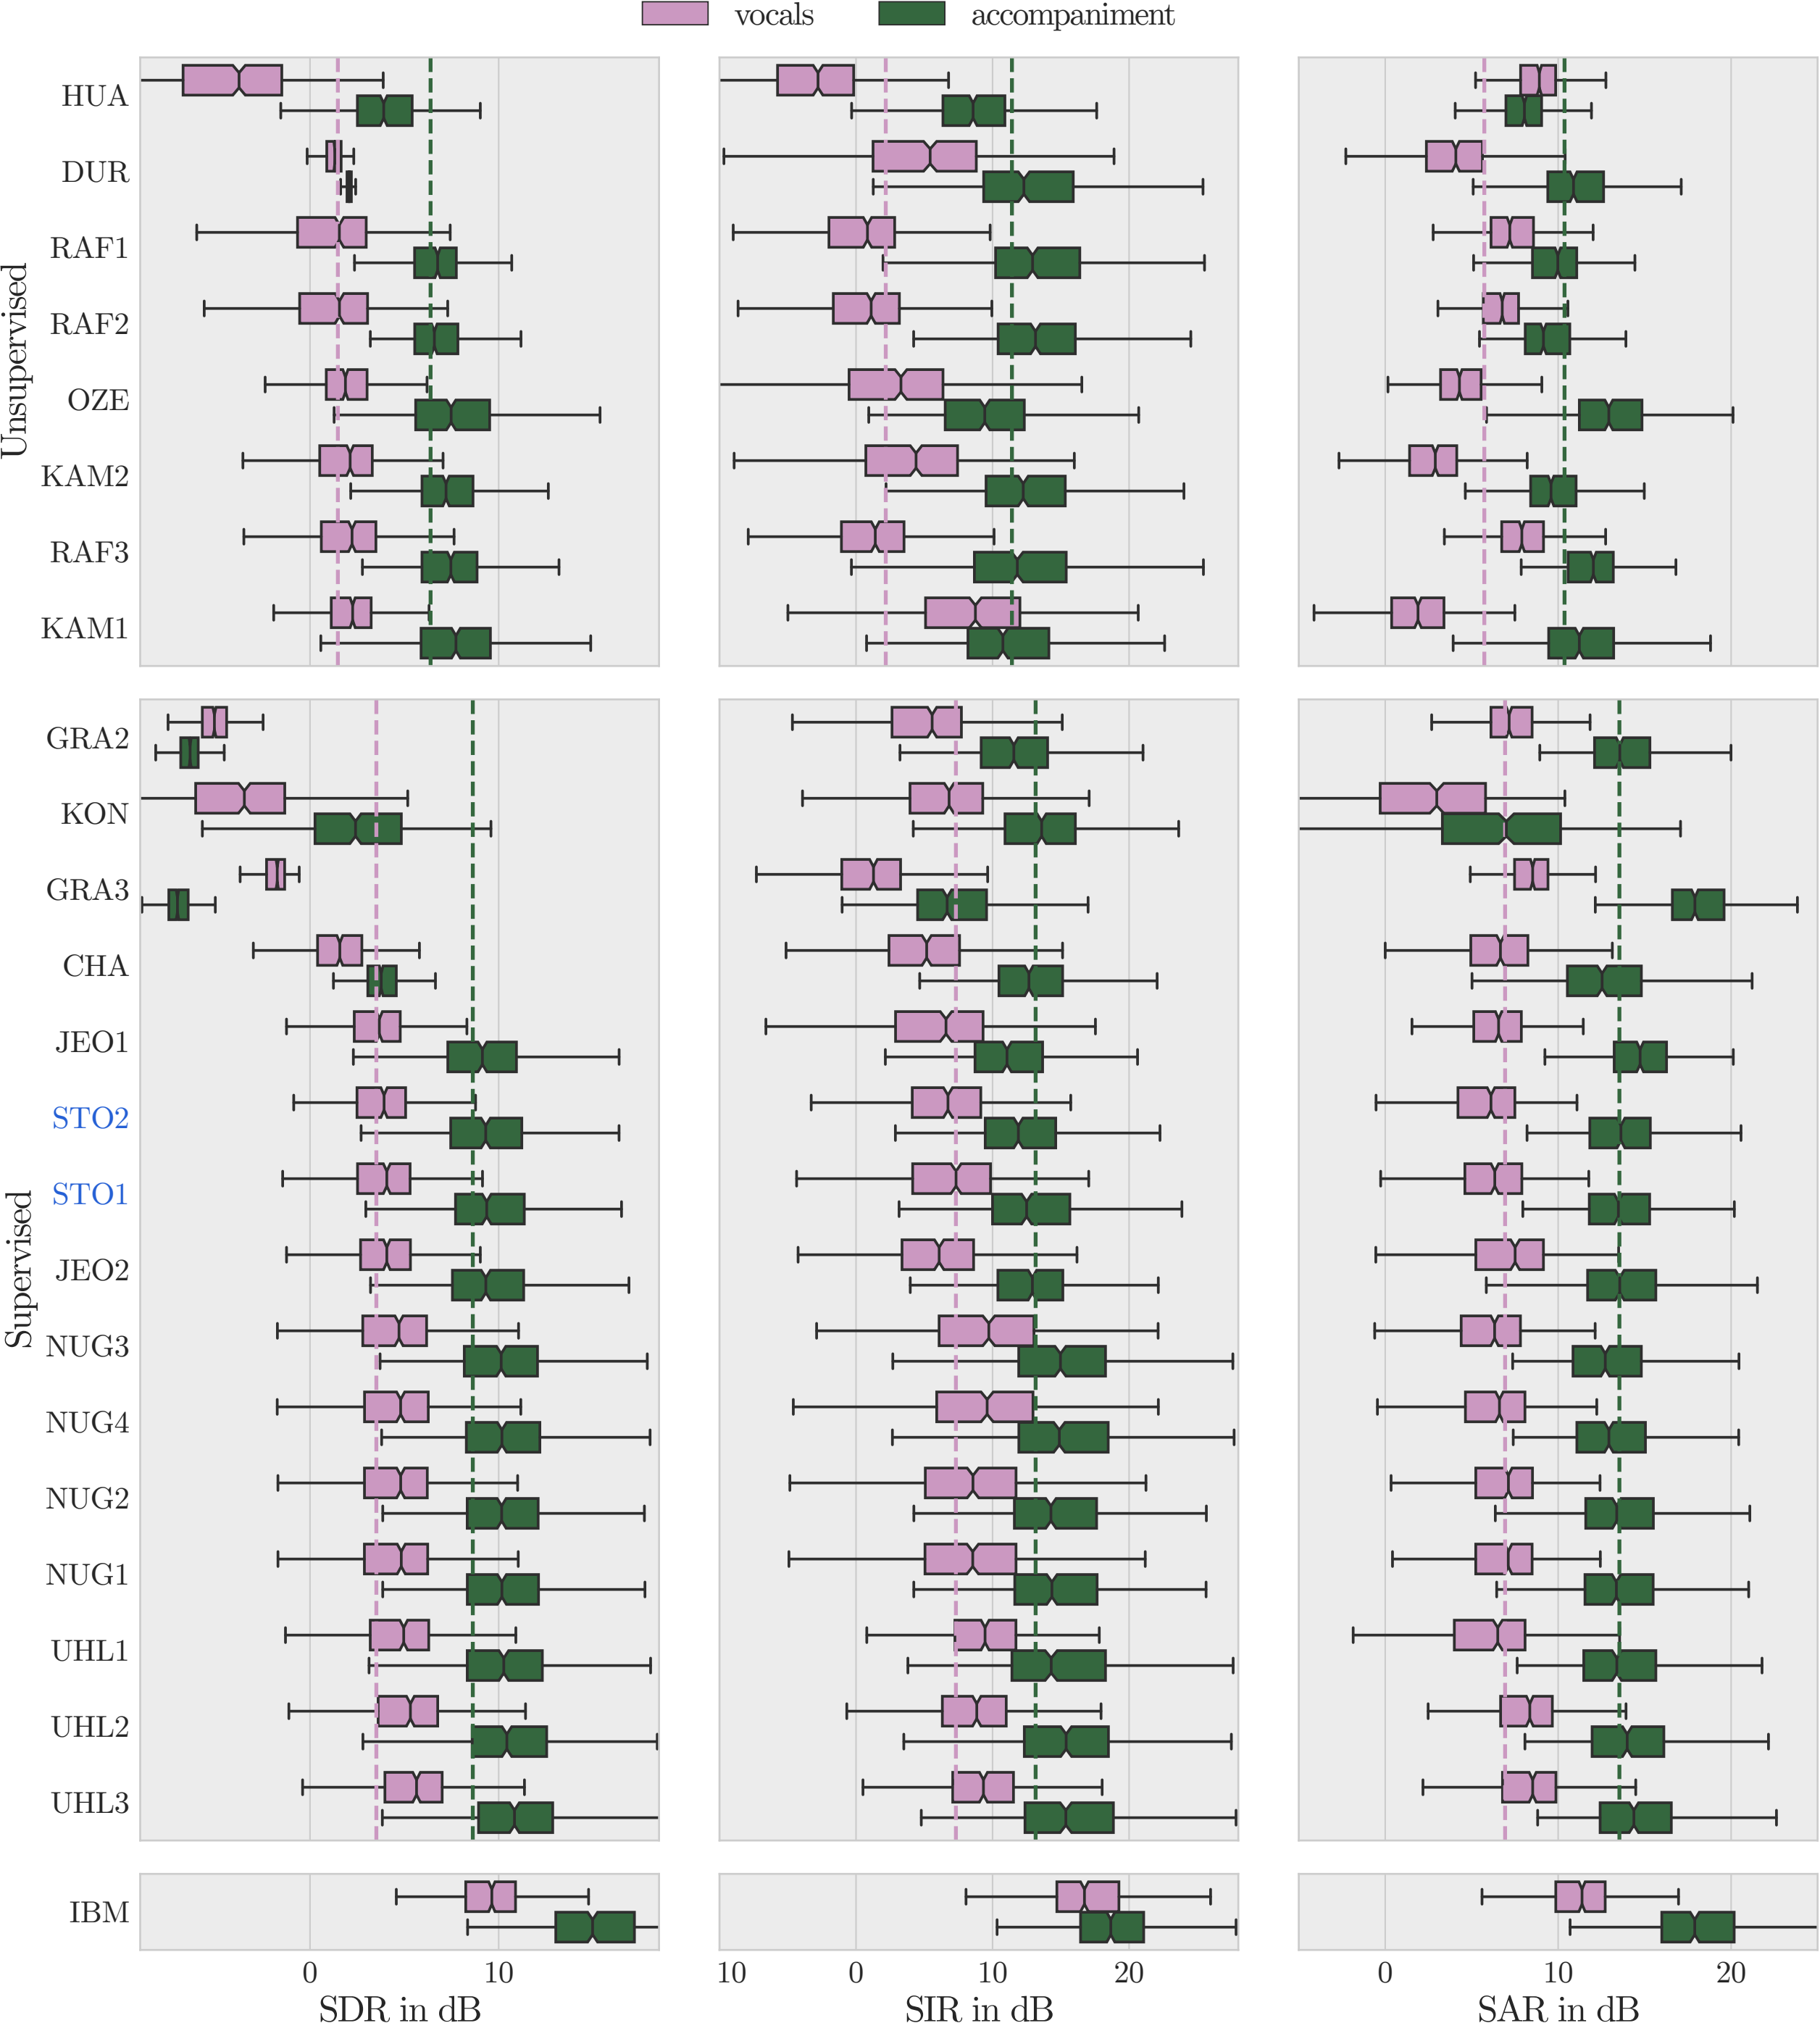 vocals accompaniment
Unsupervised
HUA
DUR
RAF1
RAF2
OZE
KAM2
RAF3
KAM1
Supervised
GRA2
KON
GRA3
CHA
JEO1
STO2
STO1
JEO2
NUG3
NUG4
NUG2
NUG1
UHL1
UHL2
UHL3
IBM
0 10 10 0 10 20 0 10 20
SDR in dB SIR in dB SAR in dB